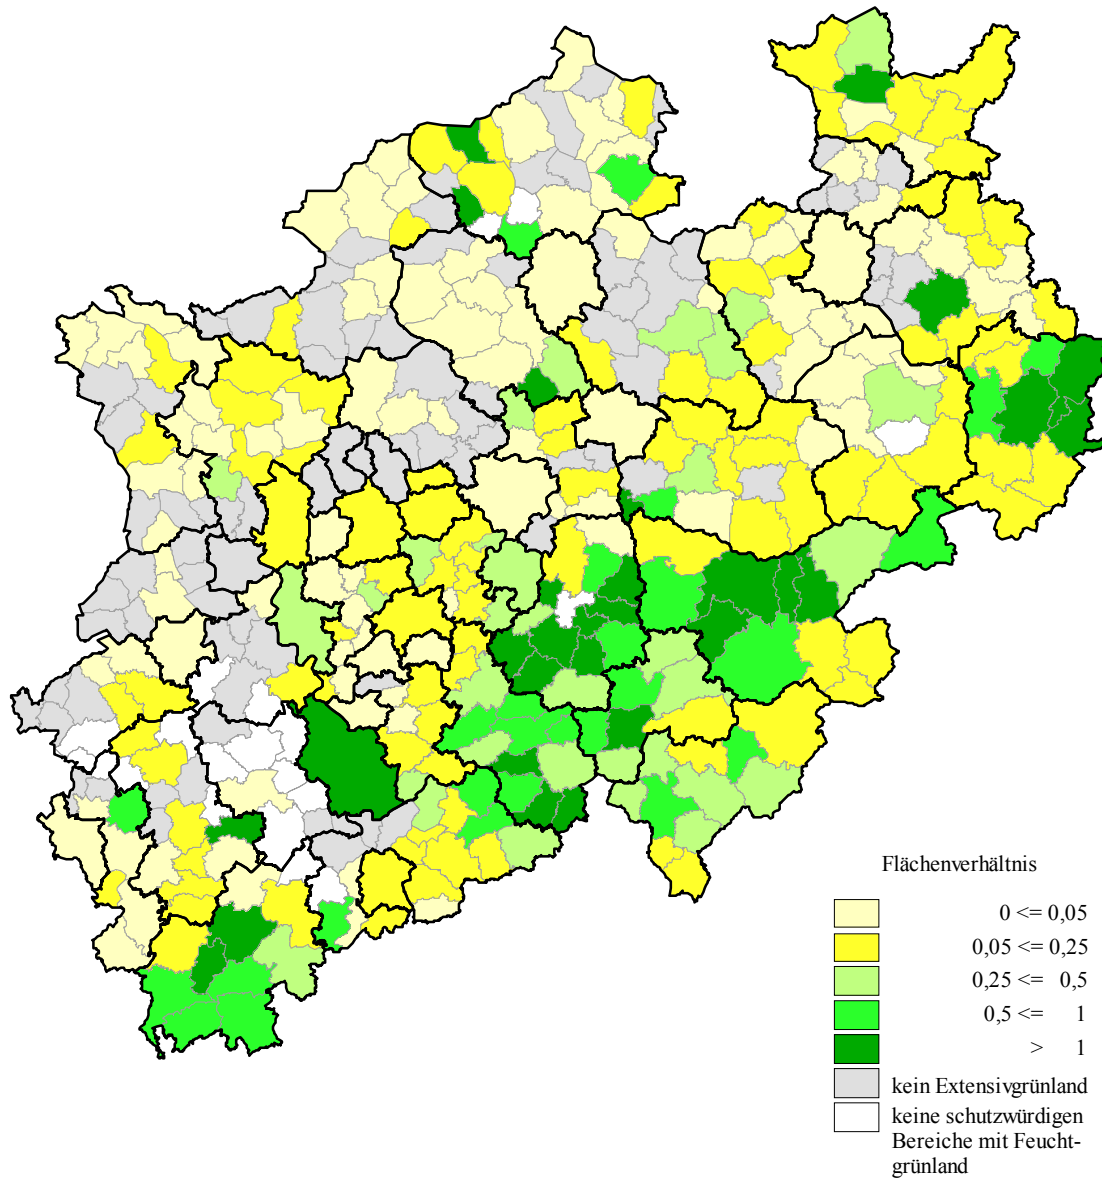 Flächenverhältnis
0 <= 0,05
0,05 <= 0,25
0,25 <= 0,5
0,5 <= 1
> 1
kein Extensivgrünland
keine schutzwürdigen
Bereiche mit Feucht-
grünland